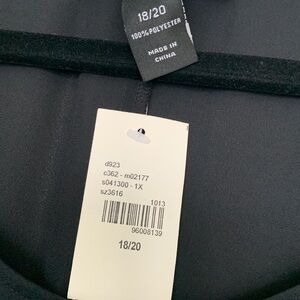 18/20
100% POLYESTER
MADE IN
CHINA
d923
c362 - m02177
s041300 - 1X
sz3616
1013
96008139
18/20